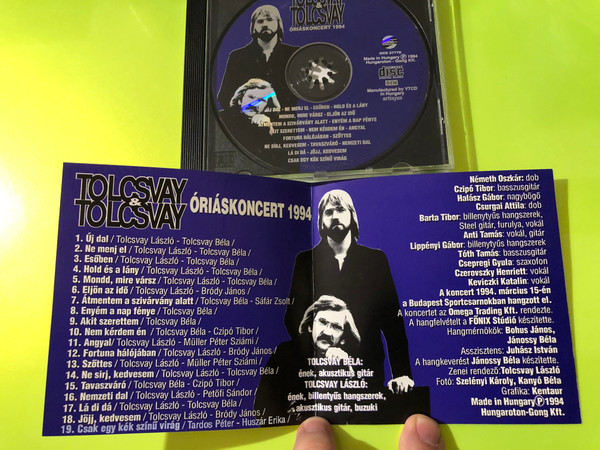 TOLCSVAY
& TOLCSVAY
ÓRIÁSKONCERT 1994
Made in Hungary Ⓟ 1994
Hungaroton - Gong Kft.
COMPACT
disc
Manufactured by VTCD
in Hungary
ÚJ DAL - NE MENJ EL - ESŐBEN - HOLD ÉS A LÁNY
MONDD, MIRE VÁRSZ - ELJÖN AZ IDŐ
ÁTMENTEM A SZIVÁRVÁNY ALATT - ENYÉM A NAP FÉNYE
AKIT SZERETTEM - NEM KÉRDEM ÉN - ANGYAL
FORTUNA HÁLÓJÁBAN - SZÖTTES
NE SÍRJ, KEDVESEM - TAVASZVÁRÓ - NEMZETI DAL
LÁ DI DÁ - JÖJJ, KEDVESEM
CSAK EGY KÉK SZÍNŰ VIRÁG
TOLCSVAY
&
TOLCSVAY
ÓRIÁSKONCERT 1994
1. Új dal / Tolcsvay László - Tolcsvay Béla /
2. Ne menj el / Tolcsvay László - Tolcsvay Béla /
3. Esőben / Tolcsvay László - Tolcsvay Béla /
4. Hold és a lány / Tolcsvay László - Tolcsvay Béla /
5. Mondd, mire vársz / Tolcsvay László - Tolcsvay Béla /
6. Eljön az idő / Tolcsvay László - Bródy János /
7. Átmentem a szivárvány alatt / Tolcsvay Béla - Sáfár Zsolt /
8. Enyém a nap fénye / Tolcsvay Béla /
9. Akit szerettem / Tolcsvay Béla /
10. Nem kérdem én / Tolcsvay Béla - Czipó Tibor /
11. Angyal / Tolcsvay László - Müller Péter Sziámi /
12. Fortuna hálójában / Tolcsvay László - Bródy János /
13. Szöttes / Tolcsvay László - Müller Péter Sziámi /
14. Ne sírj, kedvesem / Tolcsvay László - Tolcsvay Béla /
15. Tavaszváró / Tolcsvay Béla - Czipó Tibor /
16. Nemzeti dal / Tolcsvay László - Petőfi Sándor /
17. Lá di dá / Tolcsvay László - Tolcsvay Béla /
18. Jöjj, kedvesem / Tolcsvay László - Bródy János /
19. Csak egy kék színű virág / Tardos Péter - Huszár Erika /
TOLCSVAY BÉLA:
ének, akusztikus gitár
TOLCSVAY LÁSZLÓ:
ének, billentyűs hangszerek,
akusztikus gitár, buzuki
Németh Oszkár: dob
Czipó Tibor: basszusgitár
Halász Gábor: nagybőgő
Csurgai Attila: dob
Barta Tibor: billenytyűs hangszerek,
Steel gitár, furulya, vokál
Anti Tamás: vokál, gitár
Lippényi Gábor: billenytyűs hangszerek
Tóth Tamás: basszusgitár
Csepregi Gyula: szaxofon
Czerovszky Henriett: vokál
Keviczki Katalin: vokál
A koncert 1994. március 15-én
a Budapest Sportcsarnokban hangzott el.
A koncertet az Omega Trading Kft. rendezte.
A hangfelvételt a FŐNIX Stúdió készítette.
Hangmérnökök: Bohus János,
Jánossy Béla
Asszisztens: Juhász István
A hangkeverést Jánossy Béla készítette.
Zenei rendező: Tolcsvay László
Fotó: Szelényi Károly, Kanyó Béla
Grafika: Kentaur
Made in Hungary Ⓟ 1994
Hungaroton-Gong Kft.